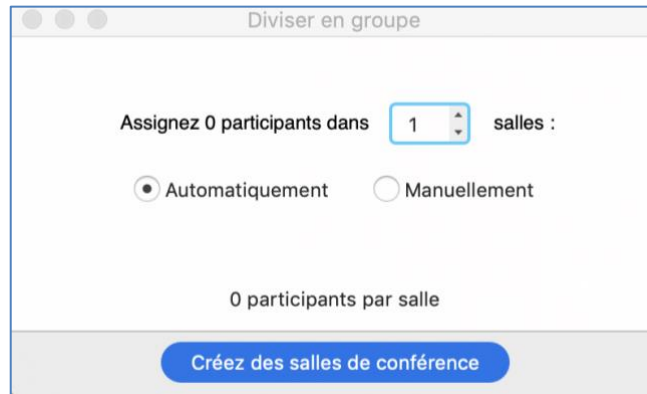 Diviser en groupe
Assignez 0 participants dans 1 salles :
Automatiquement Manuellement
0 participants par salle
Créez des salles de conférence